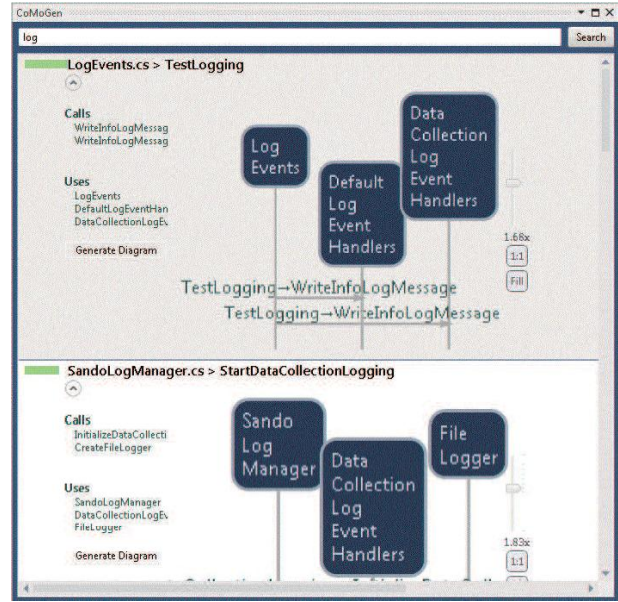 CoMoGen
log
Search
LogEvents.cs > TestLogging
Calls
WriteInfoLogMessag
WriteInfoLogMessag
Uses
LogEvents
DefaultLogEventHan
DataCollectionLogEv
Generate Diagram
Log
Events
Default
Log
Event
Handlers
Data
Collection
Log
Event
Handlers
TestLogging→WriteInfoLogMessage
TestLogging→WriteInfoLogMessage
1.68x
1:1
Fill
SandoLogManager.cs > StartDataCollectionLogging
Calls
InitializeDataCollecti
CreateFileLogger
Uses
SandoLogManager
DataCollectionLogEv
FileLogger
Generate Diagram
Sando
Log
Manager
Data
Collection
Log
Event
Handlers
File
Logger
1.83x
1:1